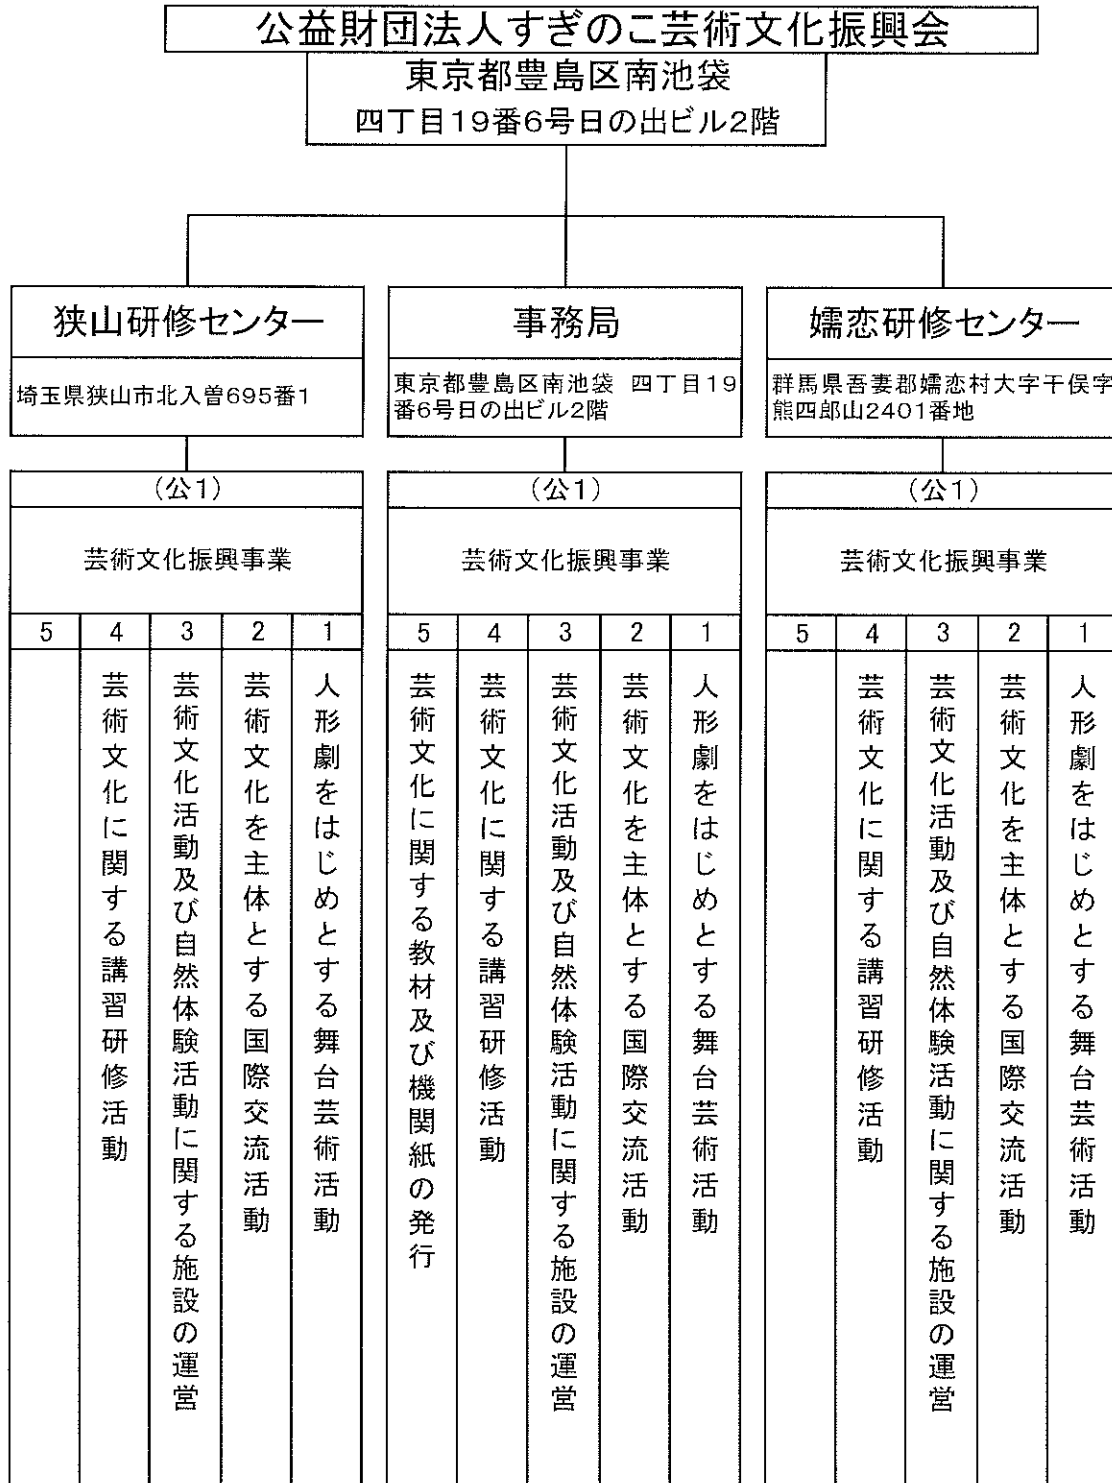 公益財団法人すぎのこ芸術文化振興会
東京都豊島区南池袋
四丁目19番6号日の出ビル2階
狭山研修センター
埼玉県狭山市北入曽695番1
(公1)
芸術文化振興事業
5 4 3 2 1
人形劇をはじめとする舞台芸術活動
芸術文化を主体とする国際交流活動
芸術文化活動及び自然体験活動に関する施設の運営
芸術文化に関する講習研修活動
事務局
東京都豊島区南池袋 四丁目19
番6号日の出ビル2階
(公1)
芸術文化振興事業
5 4 3 2 1
人形劇をはじめとする舞台芸術活動
芸術文化を主体とする国際交流活動
芸術文化活動及び自然体験活動に関する施設の運営
芸術文化に関する講習研修活動
芸術文化に関する教材及び機関紙の発行
嬬恋研修センター
群馬県吾妻郡嬬恋村大字干俣字
熊四郎山2401番地
(公1)
芸術文化振興事業
5 4 3 2 1
人形劇をはじめとする舞台芸術活動
芸術文化を主体とする国際交流活動
芸術文化活動及び自然体験活動に関する施設の運営
芸術文化に関する講習研修活動